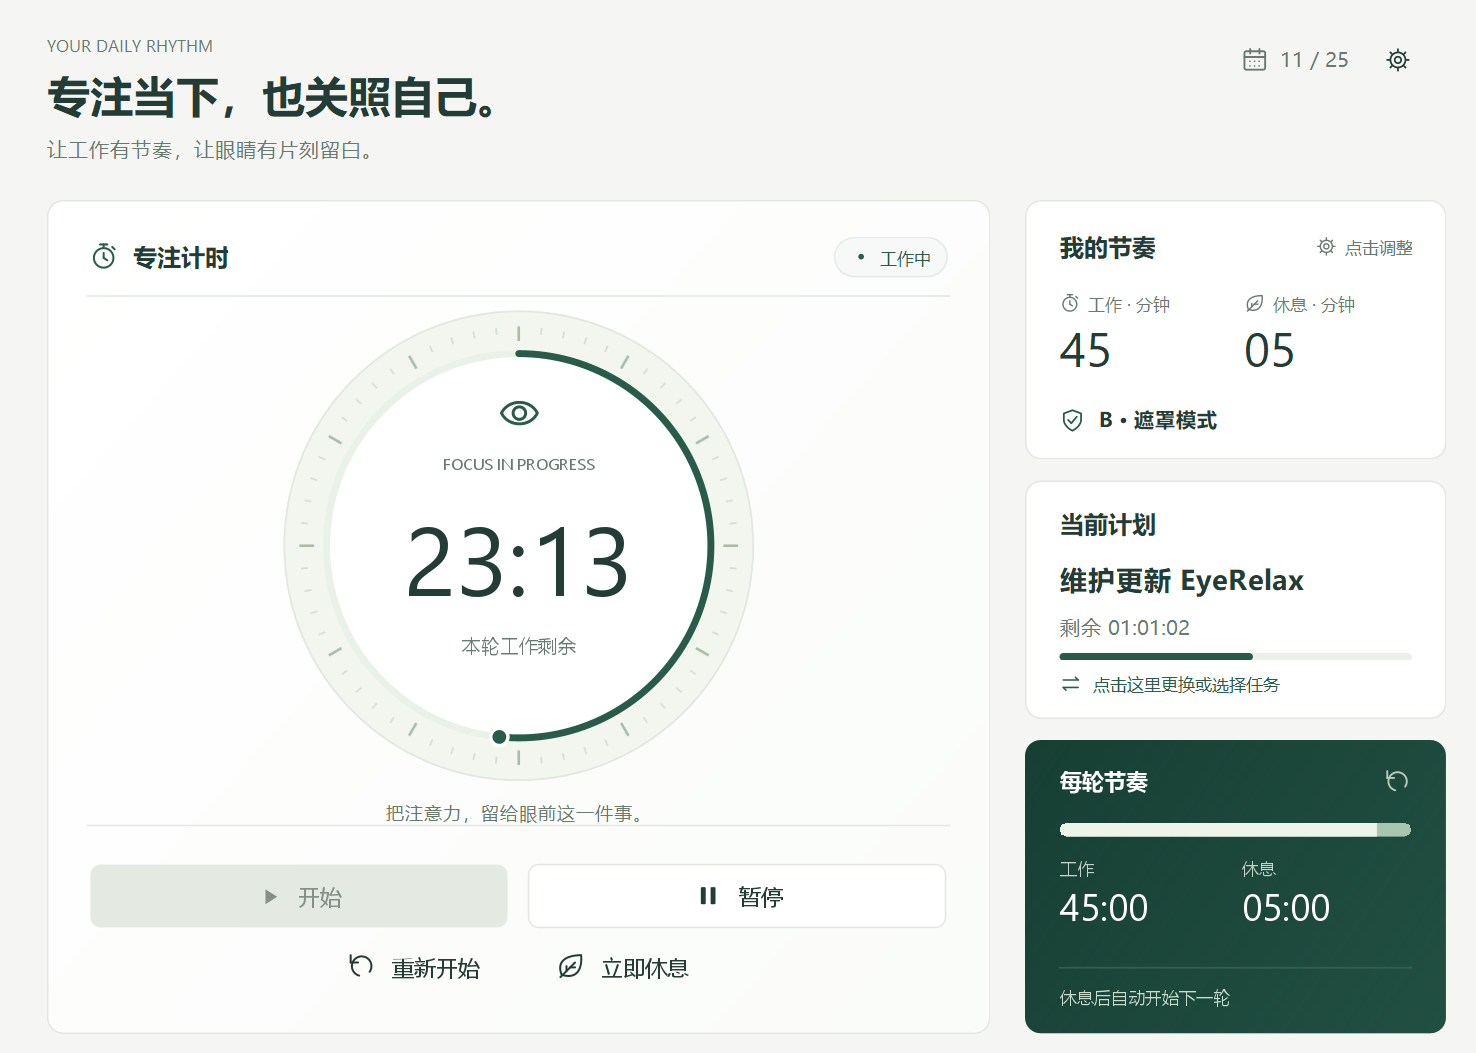 YOUR DAILY RHYTHM
专注当下，也关照自己。
让工作有节奏，让眼睛有片刻留白。
11 / 25
专注计时
• 工作中
FOCUS IN PROGRESS
23:13
本轮工作剩余
把注意力，留给眼前这一件事。
开始
暂停
重新开始
立即休息
我的节奏
点击调整
工作 · 分钟
休息 · 分钟
45
05
B • 遮罩模式
当前计划
维护更新 EyeRelax
剩余 01:01:02
点击这里更换或选择任务
每轮节奏
工作
休息
45:00
05:00
休息后自动开始下一轮